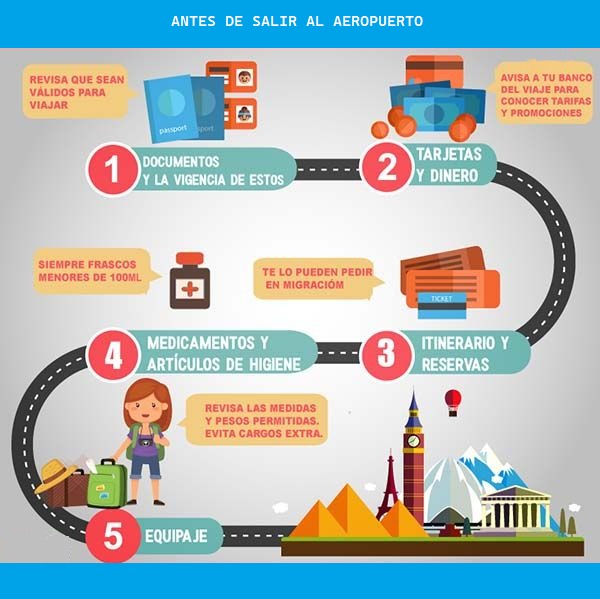 ANTES DE SALIR AL AEROPUERTO
REVISA QUE SEAN
VÁLIDOS PARA
VIAJAR
passport
passport
1
DOCUMENTOS
Y LA VIGENCIA DE ESTOS
AVISA A TU BANCO
DEL VIAJE PARA
CONOCER TARIFAS
Y PROMOCIONES
2
TARJETAS
Y DINERO
TE LO PUEDEN PEDIR
EN MIGRACIÓM
TICKET
3
ITINERARIO Y
RESERVAS
SIEMPRE FRASCOS
MENORES DE 100ML
4
MEDICAMENTOS Y
ARTÍCULOS DE HIGIENE
REVISA LAS MEDIDAS
Y PESOS PERMITIDAS.
EVITA CARGOS EXTRA.
5
EQUIPAJE